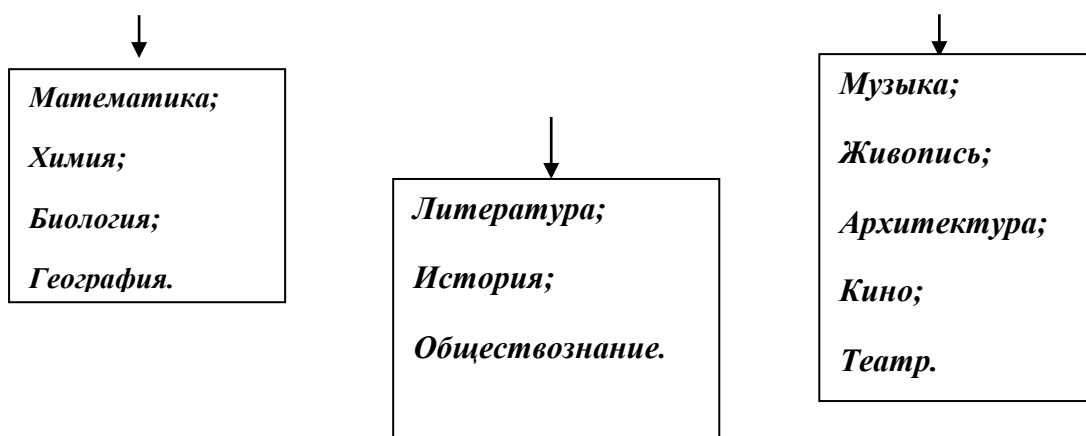 Математика;
Химия;
Биология;
География.
Литература;
История;
Обществознание.
Музыка;
Живопись;
Архитектура;
Кино;
Театр.